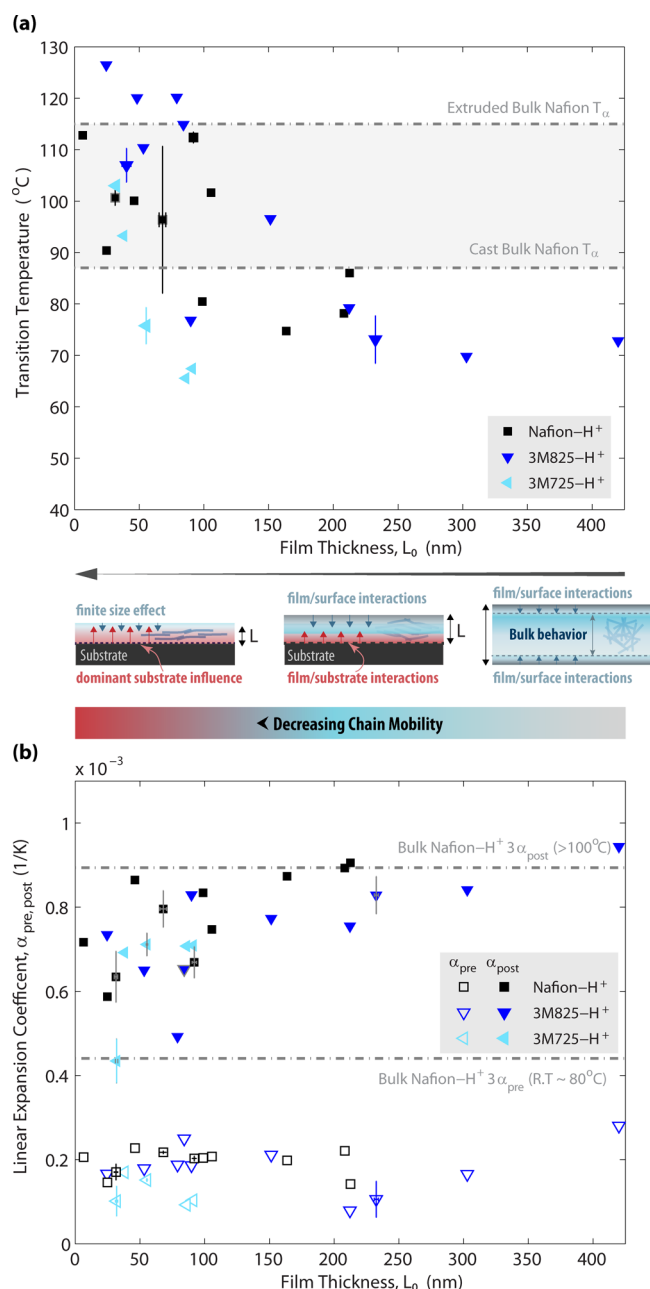 (a)
130
120
110
100
90
80
70
60
50
40
Transition Temperature (°C)
Extruded Bulk Nafion Tα
Cast Bulk Nafion Tα
Nafion–H⁺
3M825–H⁺
3M725–H⁺
0 50 100 150 200 250 300 350 400
Film Thickness, L₀ (nm)
finite size effect
film/surface interactions
film/surface interactions
L
L
Bulk behavior
Substrate
Substrate
dominant substrate influence
film/substrate interactions
film/surface interactions
Decreasing Chain Mobility
(b)
x 10⁻³
1
0.8
0.6
0.4
0.2
0
Linear Expansion Coefficent, αpre,post (1/K)
Bulk Nafion–H⁺ 3αpost (>100°C)
αpre αpost
Nafion–H⁺
3M825–H⁺
3M725–H⁺
Bulk Nafion–H⁺ 3αpre (R.T ~ 80°C)
0 50 100 150 200 250 300 350 400
Film Thickness, L₀ (nm)